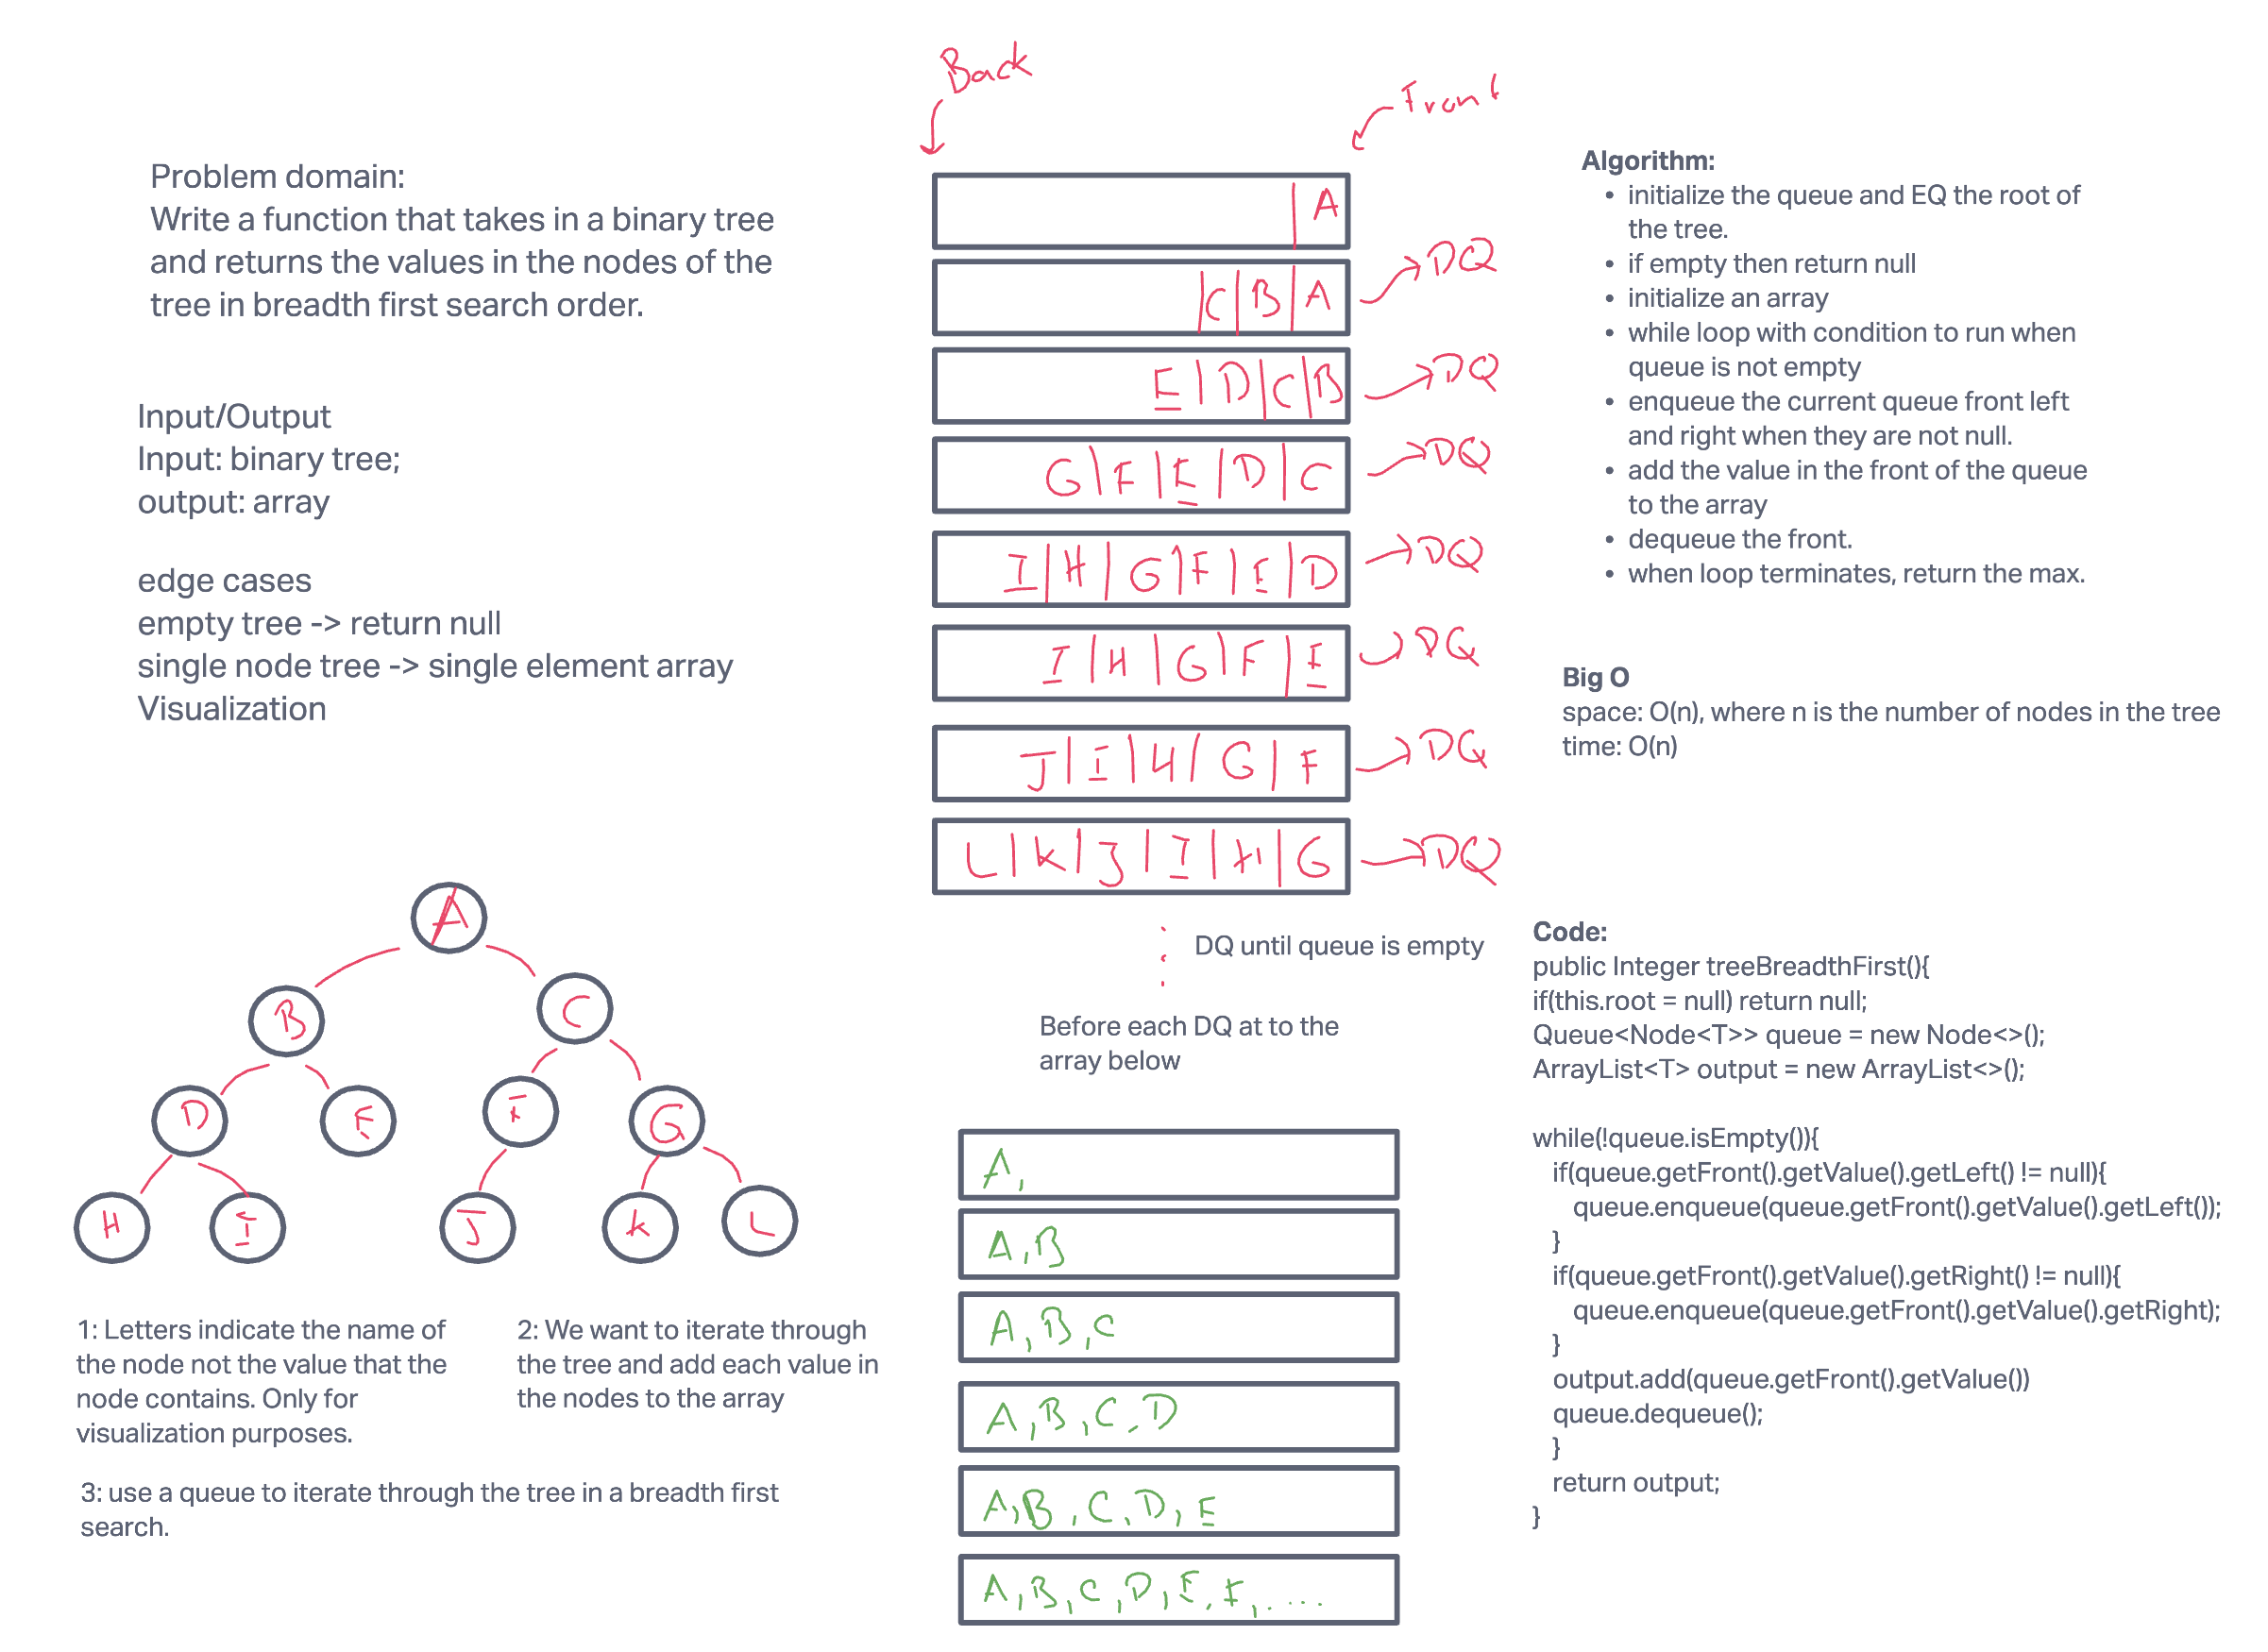 Problem domain:
Write a function that takes in a binary tree
and returns the values in the nodes of the
tree in breadth first search order.
Input/Output
Input: binary tree;
output: array
edge cases
empty tree -> return null
single node tree -> single element array
Visualization
A
B
C
D
E
F
G
H
I
J
K
L
1: Letters indicate the name of
the node not the value that the
node contains. Only for
visualization purposes.
2: We want to iterate through
the tree and add each value in
the nodes to the array
3: use a queue to iterate through the tree in a breadth first
search.
Back
Front
|A
|C|B|A
DQ
E|D|C|B
DQ
G|F|E|D|C
DQ
I|H|G|F|E|D
DQ
I|H|G|F|E
DQ
J|I|H|G|F
DQ
L|K|J|I|H|G
DQ
DQ until queue is empty
Before each DQ at to the
array below
A,
A,B
A,B,C
A,B,C,D
A,B,C,D,E
A,B,C,D,E,F,....
Algorithm:
• initialize the queue and EQ the root of
the tree.
• if empty then return null
• initialize an array
• while loop with condition to run when
queue is not empty
• enqueue the current queue front left
and right when they are not null.
• add the value in the front of the queue
to the array
• dequeue the front.
• when loop terminates, return the max.
Big O
space: O(n), where n is the number of nodes in the tree
time: O(n)
Code:
public Integer treeBreadthFirst(){
if(this.root = null) return null;
Queue<Node<T>> queue = new Node<>();
ArrayList<T> output = new ArrayList<>();
while(!queue.isEmpty()){
if(queue.getFront().getValue().getLeft() != null){
queue.enqueue(queue.getFront().getValue().getLeft());
}
if(queue.getFront().getValue().getRight() != null){
queue.enqueue(queue.getFront().getValue().getRight);
}
output.add(queue.getFront().getValue())
queue.dequeue();
}
return output;
}